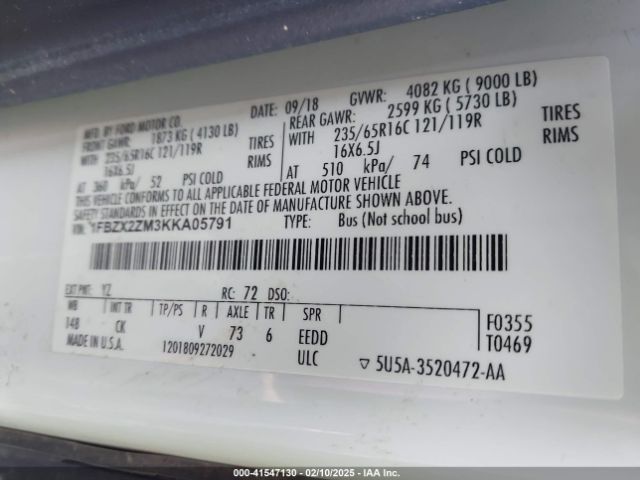 MFD. BY FORD MOTOR CO.
DATE: 09/18 GVWR: 4082 KG ( 9000 LB)
FRONT GAWR: 1873 KG ( 4130 LB) REAR GAWR: 2599 KG ( 5730 LB)
WITH 235/65R16C 121/119R TIRES WITH 235/65R16C 121/119R TIRES
16X6.5J RIMS 16X6.5J RIMS
AT 360 kPa/ 52 PSI COLD AT 510 kPa/ 74 PSI COLD
THIS VEHICLE CONFORMS TO ALL APPLICABLE FEDERAL MOTOR VEHICLE
SAFETY STANDARDS IN EFFECT ON THE DATE OF MANUFACTURE SHOWN ABOVE.
VIN: 1FBZX2ZM3KKA05791 TYPE: Bus (Not school bus)
EXT PNT: YZ RC: 72 DSO:
WB INT TR TP/PS R AXLE TR SPR
148 CK V 73 6 EEDD
F0355
T0469
MADE IN U.S.A. 1201809272029 ULC ▽ 5U5A-3520472-AA
000-41547130 - 02/10/2025 - IAA Inc.